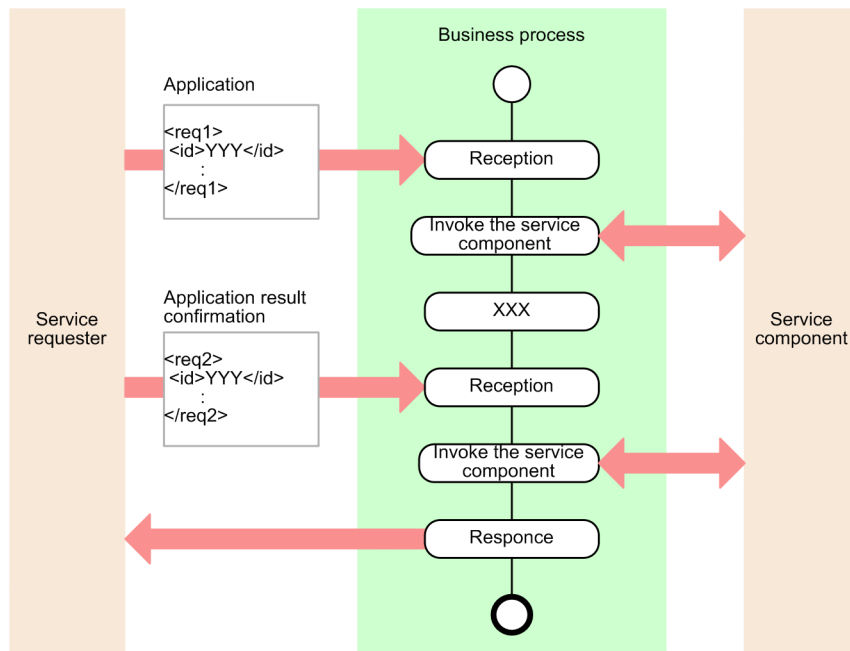 Business process
Application
<req1>
<id>YYY</id>
:
</req1>
Reception
Invoke the service
component
Application result
confirmation
XXX
Service
requester
Service
component
<req2>
<id>YYY</id>
:
</req2>
Reception
Invoke the service
component
Responce